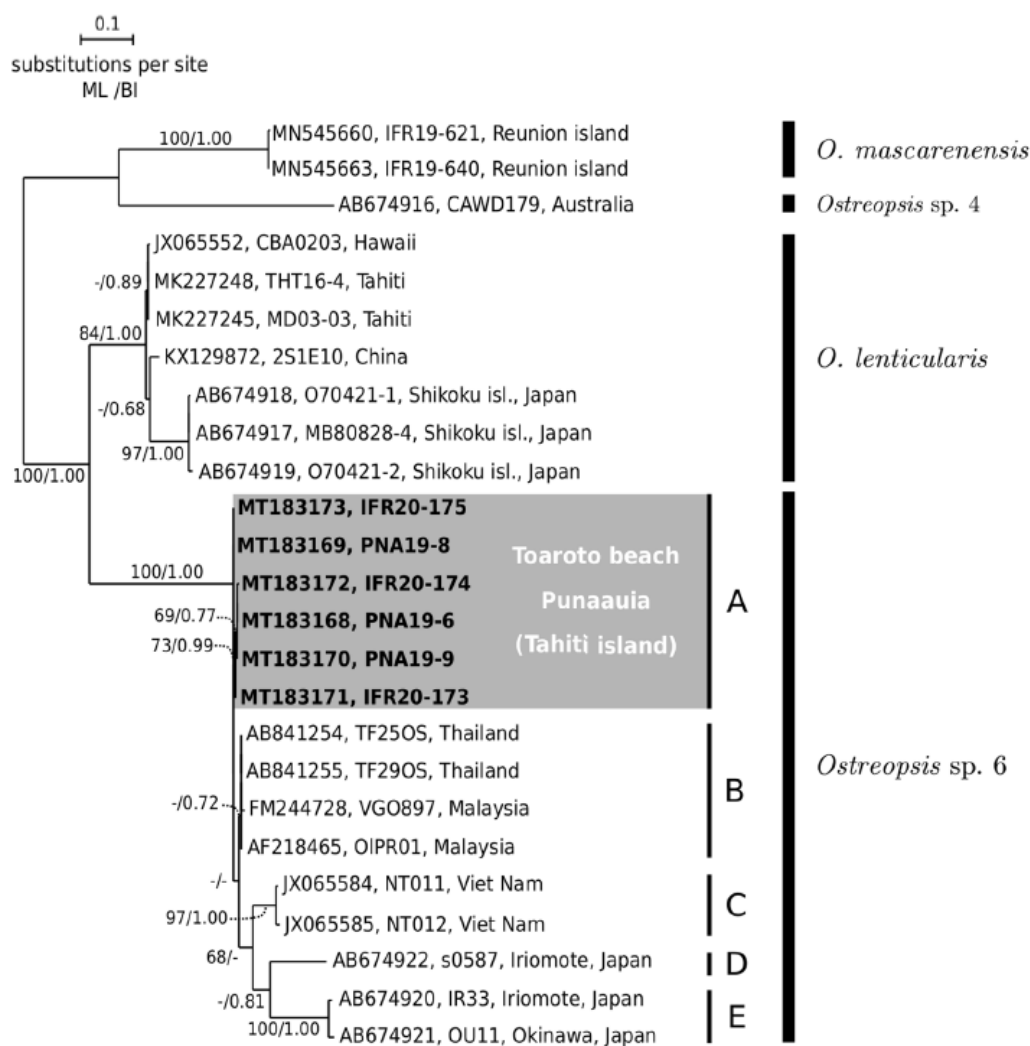 0.1
substitutions per site
ML /BI
100/1.00
MN545660, IFR19-621, Reunion island
MN545663, IFR19-640, Reunion island
O. mascarenensis
AB674916, CAWD179, Australia
Ostreopsis sp. 4
JX065552, CBA0203, Hawaii
-/0.89
MK227248, THT16-4, Tahiti
MK227245, MD03-03, Tahiti
84/1.00
KX129872, 2S1E10, China
O. lenticularis
-/0.68
AB674918, O70421-1, Shikoku isl., Japan
AB674917, MB80828-4, Shikoku isl., Japan
97/1.00
AB674919, O70421-2, Shikoku isl., Japan
100/1.00
MT183173, IFR20-175
MT183169, PNA19-8
Toaroto beach
100/1.00
MT183172, IFR20-174
Punaauia
A
69/0.77
MT183168, PNA19-6
(Tahiti island)
73/0.99
MT183170, PNA19-9
MT183171, IFR20-173
AB841254, TF25OS, Thailand
AB841255, TF29OS, Thailand
Ostreopsis sp. 6
B
-/0.72
FM244728, VGO897, Malaysia
AF218465, OIPR01, Malaysia
-/-
JX065584, NT011, Viet Nam
C
97/1.00
JX065585, NT012, Viet Nam
68/-
AB674922, s0587, Iriomote, Japan
D
-/0.81
AB674920, IR33, Iriomote, Japan
E
100/1.00
AB674921, OU11, Okinawa, Japan